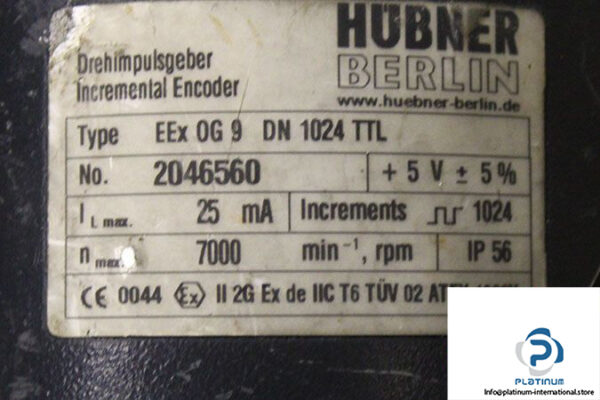 HÜBNER
BERLIN
www.huebner-berlin.de
Drehimpulsgeber
Incremental Encoder
Type EEx OG 9 DN 1024 TTL
No. 2046560 + 5 V ± 5%
I L max. 25 mA Increments 1024
n max. 7000 min⁻¹, rpm IP 56
CE 0044 Ex II 2G Ex de IIC T6 TÜV 02
PLATINUM
info@platinum-international.store